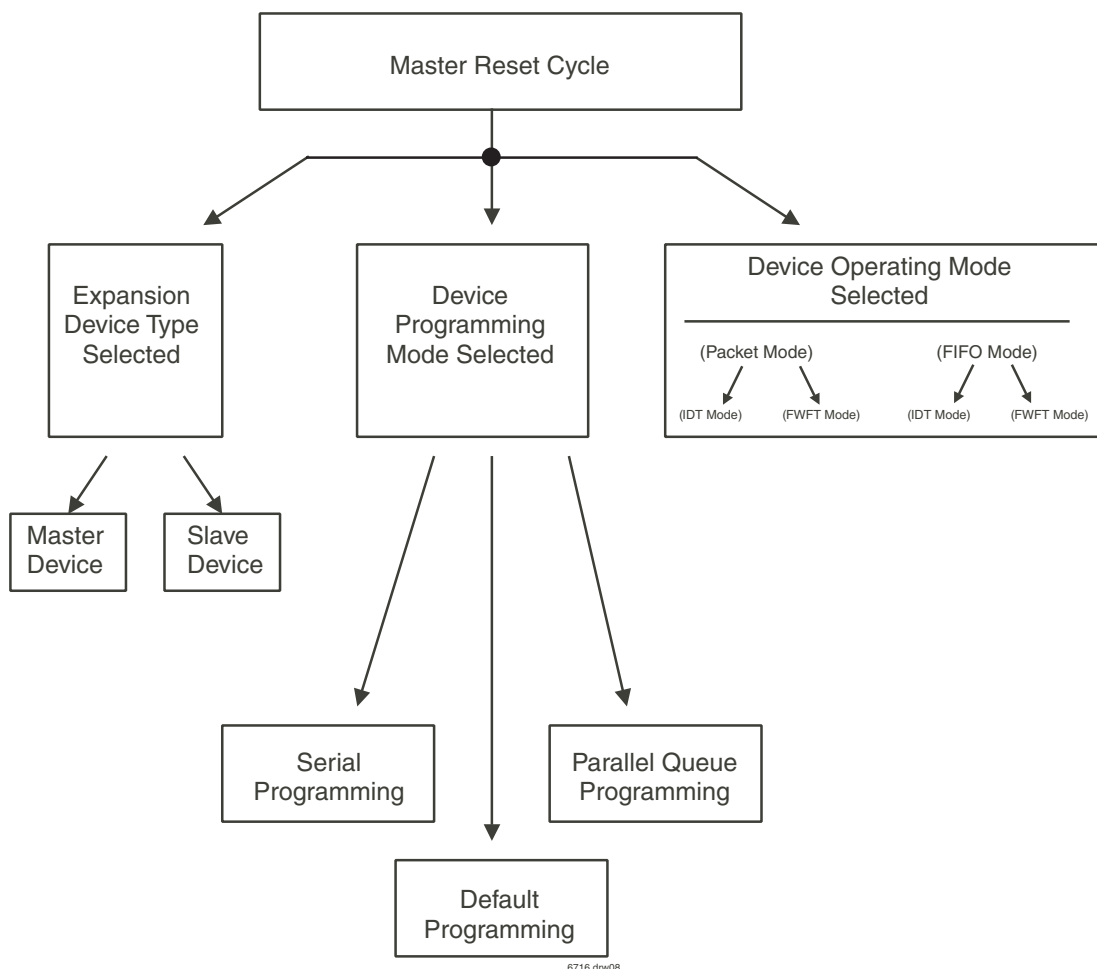 Master Reset Cycle
Expansion
Device Type
Selected
Device
Programming
Mode Selected
Device Operating Mode
Selected
(Packet Mode)
(FIFO Mode)
(IDT Mode)
(FWFT Mode)
(IDT Mode)
(FWFT Mode)
Master
Device
Slave
Device
Serial
Programming
Parallel Queue
Programming
Default
Programming
6716 drw08